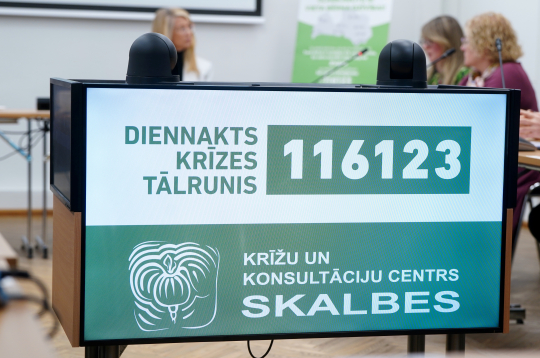 DIENNAKTS
KRĪZES
TĀLRUNIS
116123
KRĪŽU UN
KONSULTĀCIJU CENTRS
SKALBES